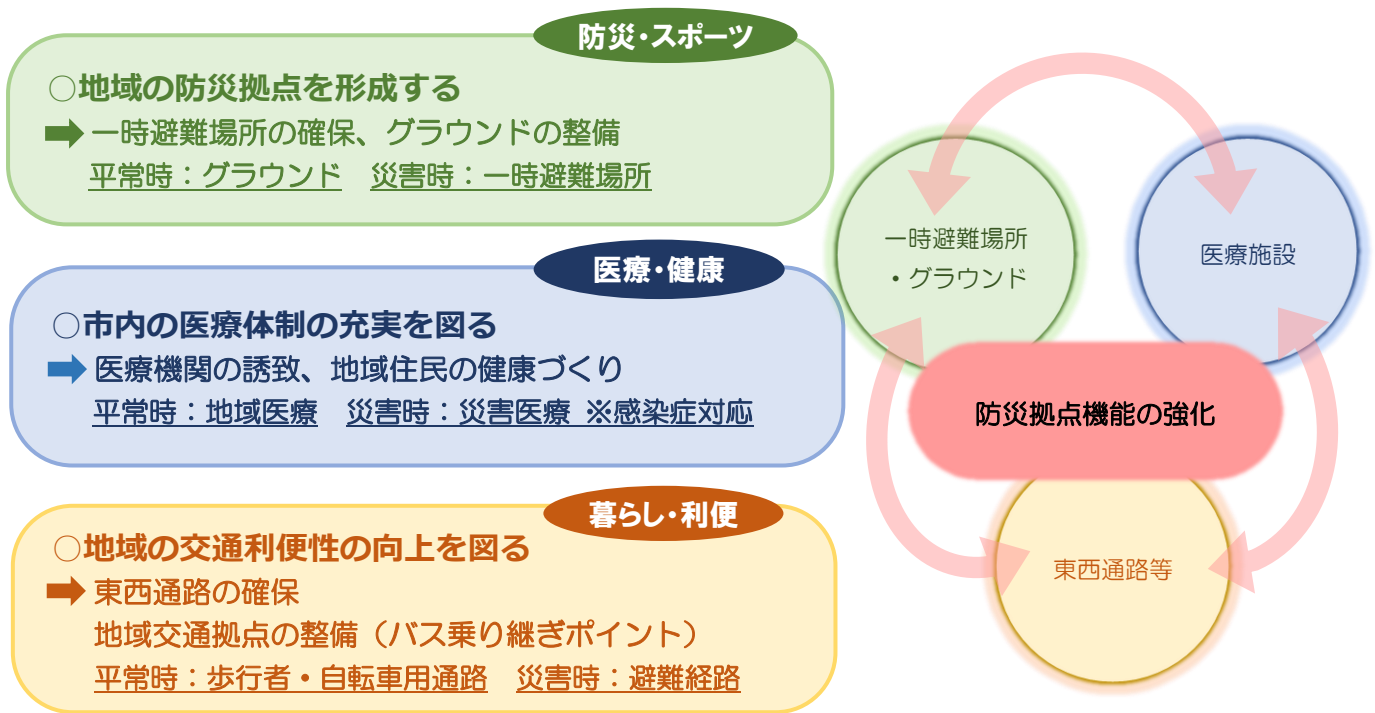 防災・スポーツ
○地域の防災拠点を形成する
一時避難場所の確保、グラウンドの整備
平常時：グラウンド　災害時：一時避難場所
医療・健康
○市内の医療体制の充実を図る
医療機関の誘致、地域住民の健康づくり
平常時：地域医療　災害時：災害医療 ※感染症対応
暮らし・利便
○地域の交通利便性の向上を図る
東西通路の確保
地域交通拠点の整備（バス乗り継ぎポイント）
平常時：歩行者・自転車用通路　災害時：避難経路
一時避難場所
・グラウンド
医療施設
防災拠点機能の強化
東西通路等